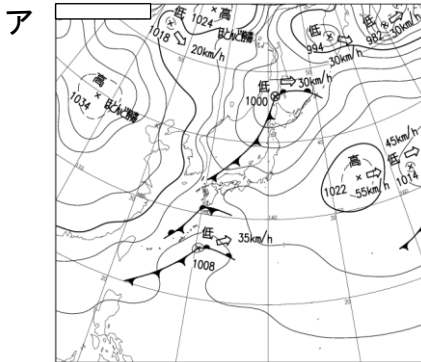 ア
低
1018
20km/h
高
1024
ほとんど停滞
低
994
30km/h
低
982
30km/h
高
1034
ほとんど停滞
低
30km/h
1000
45km/h
高
1022
55km/h
低
1014
低
35km/h
1008
140